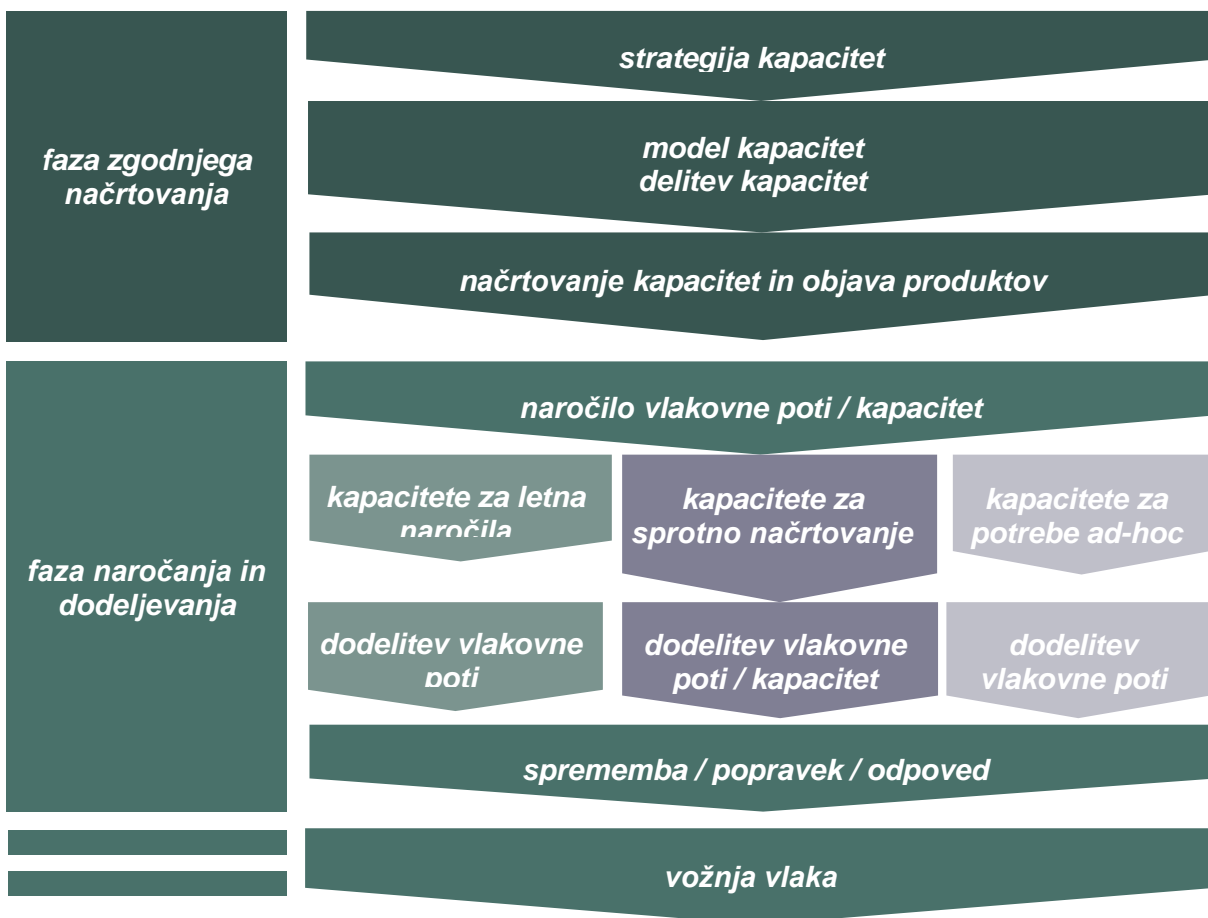 strategija kapacitet
faza zgodnjega
načrtovanja
model kapacitet
delitev kapacitet
načrtovanje kapacitet in objava produktov
naročilo vlakovne poti / kapacitet
faza naročanja in
dodeljevanja
kapacitete za letna
naročila
kapacitete za
sprotno načrtovanje
kapacitete za
potrebe ad-hoc
dodelitev vlakovne
poti
dodelitev vlakovne
poti / kapacitet
dodelitev
vlakovne poti
sprememba / popravek / odpoved
vožnja vlaka